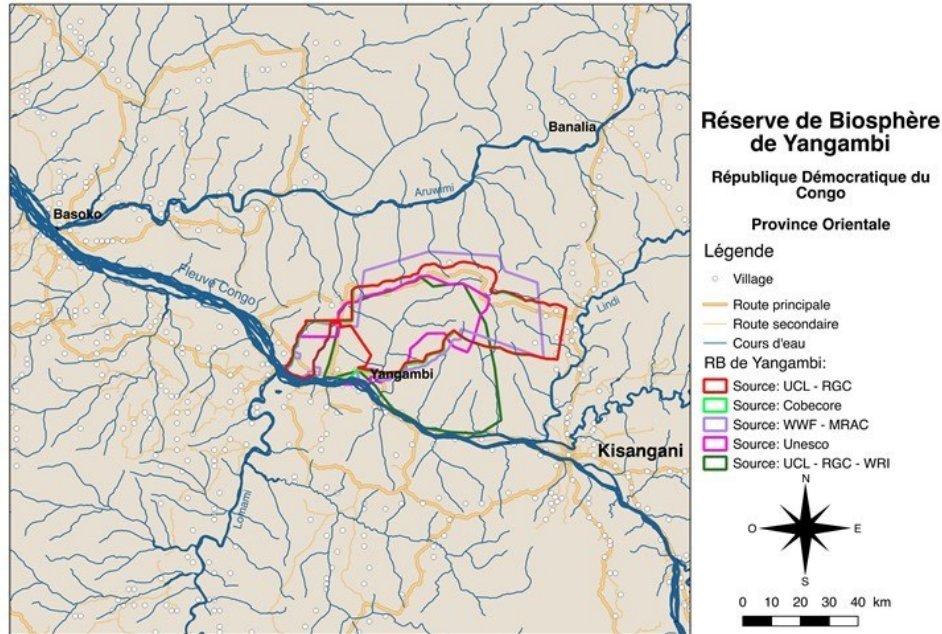 Banalia
Aruwimi
Basoko
Fleuve Congo
Lindi
Yangambi
Kisangani
Lomami
Réserve de Biosphère
de Yangambi
République Démocratique du
Congo
Province Orientale
Légende
Village
Route principale
Route secondaire
Cours d'eau
RB de Yangambi:
Source: UCL - RGC
Source: Cobecore
Source: WWF - MRAC
Source: Unesco
Source: UCL - RGC - WRI
N
O
E
S
0 10 20 30 40 km